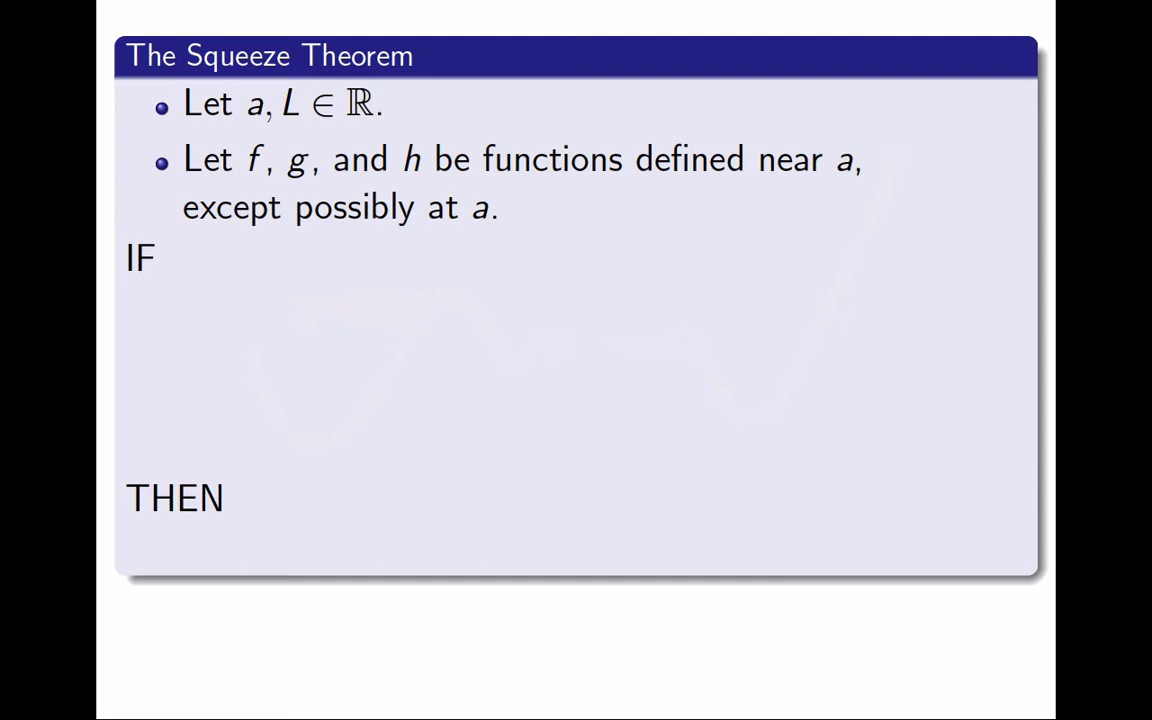 The Squeeze Theorem
Let a, L ∈ ℝ.
Let f, g, and h be functions defined near a,
except possibly at a.
IF
THEN